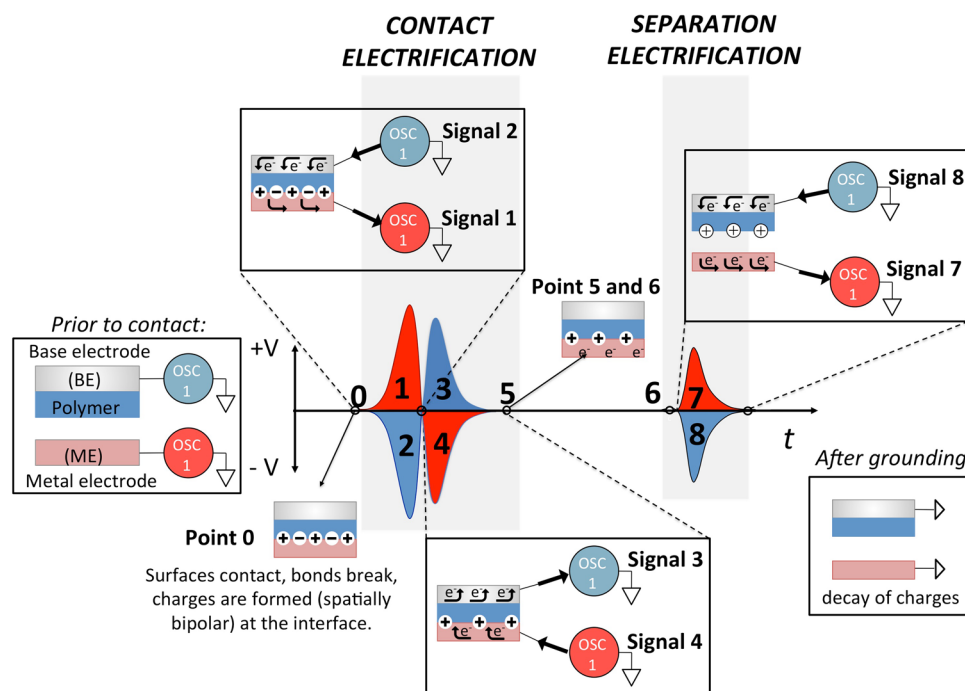 CONTACT
ELECTRIFICATION
SEPARATION
ELECTRIFICATION
OSC
1
Signal 2
e⁻ e⁻ e⁻
+ − + − +
OSC
1
Signal 1
OSC
1
Signal 8
e⁻ e⁻ e⁻
+ + +
e⁻ e⁻ e⁻
OSC
1
Signal 7
Point 5 and 6
+ + +
e⁻ e⁻ e⁻
Prior to contact:
Base electrode
(BE)
Polymer
OSC
1
(ME)
Metal electrode
OSC
1
+V
- V
0
1
3
5
6
7
2
4
8
t
Point 0
+ − + − +
Surfaces contact, bonds break,
charges are formed (spatially
bipolar) at the interface.
OSC
1
Signal 3
e⁻ e⁻ e⁻
+ + +
e⁻ e⁻
OSC
1
Signal 4
After grounding
decay of charges